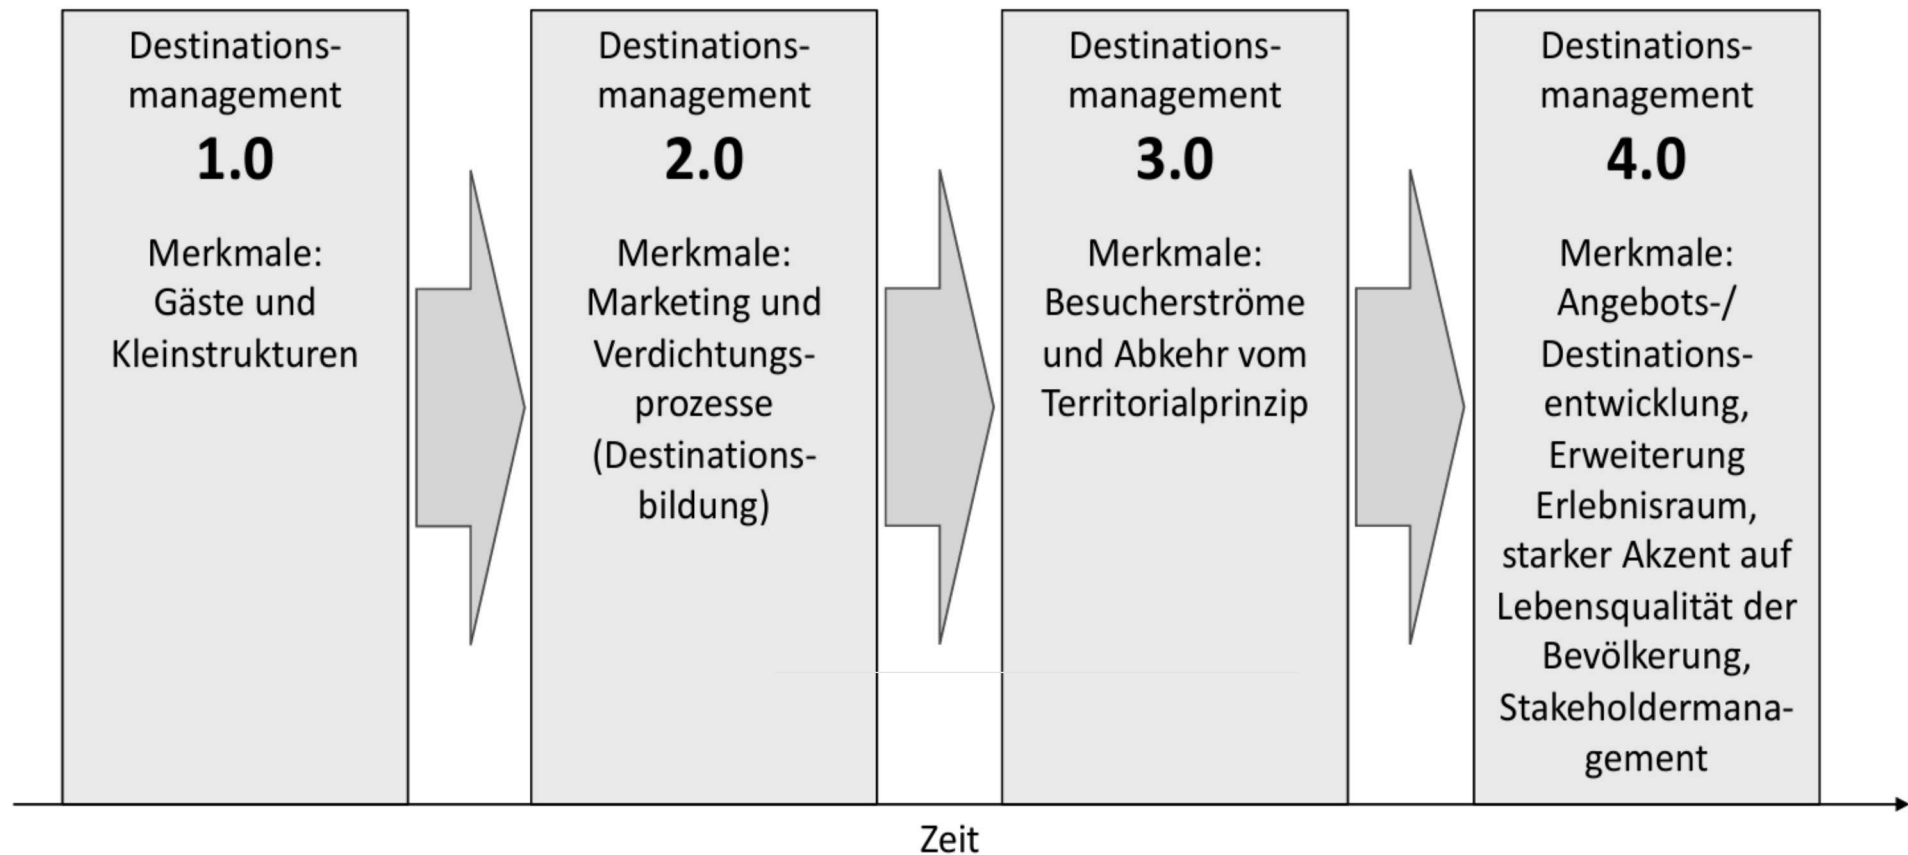 Destinations-
management
1.0
Merkmale:
Gäste und
Kleinstrukturen
Destinations-
management
2.0
Merkmale:
Marketing und
Verdichtungs-
prozesse
(Destinations-
bildung)
Destinations-
management
3.0
Merkmale:
Besucherströme
und Abkehr vom
Territorialprinzip
Destinations-
management
4.0
Merkmale:
Angebots-/
Destinations-
entwicklung,
Erweiterung
Erlebnisraum,
starker Akzent auf
Lebensqualität der
Bevölkerung,
Stakeholdermana-
gement
Zeit